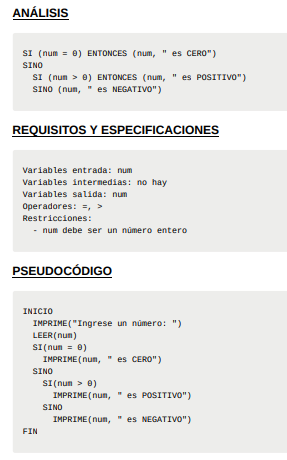 ANÁLISIS
SI (num = 0) ENTONCES (num, " es CERO")
SINO
  SI (num > 0) ENTONCES (num, " es POSITIVO")
  SINO (num, " es NEGATIVO")
REQUISITOS Y ESPECIFICACIONES
Variables entrada: num
Variables intermedias: no hay
Variables salida: num
Operadores: =, >
Restricciones:
  - num debe ser un número entero
PSEUDOCÓDIGO
INICIO
  IMPRIME("Ingrese un número: ")
  LEER(num)
  SI(num = 0)
    IMPRIME(num, " es CERO")
  SINO
    SI(num > 0)
      IMPRIME(num, " es POSITIVO")
    SINO
      IMPRIME(num, " es NEGATIVO")
FIN